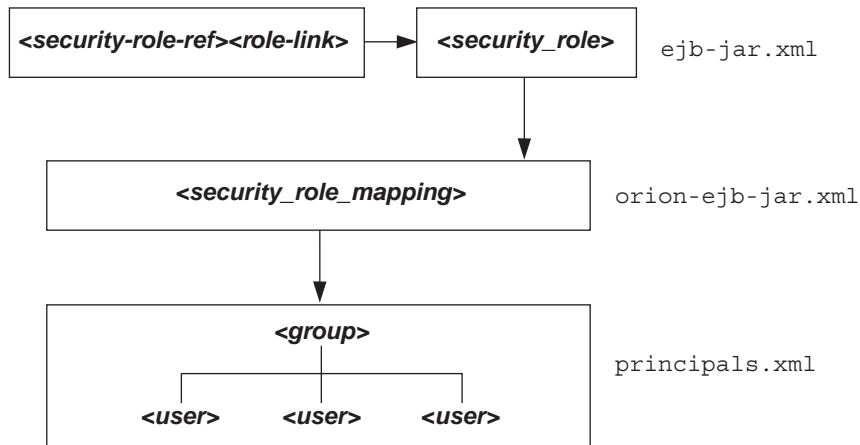 <security-role-ref><role-link>
<security_role>
ejb-jar.xml
<security_role_mapping>
orion-ejb-jar.xml
<group>
principals.xml
<user> <user> <user>